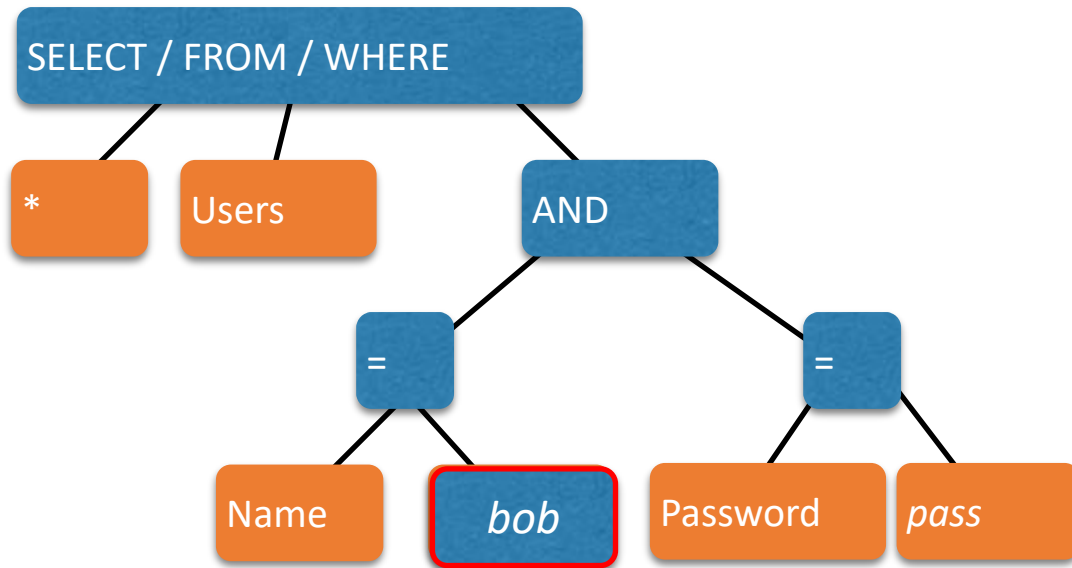 SELECT / FROM / WHERE
*
Users
AND
=
=
Name
bob
Password
pass